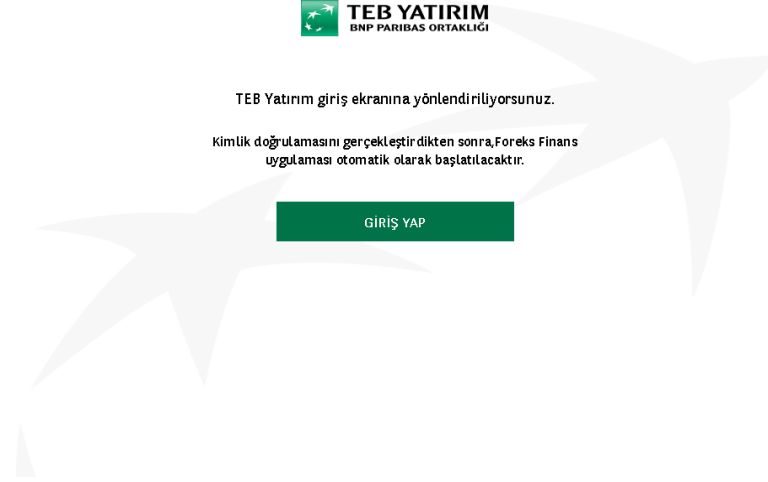 TEB YATIRIM
BNP PARIBAS ORTAKLIĞI
TEB Yatırım giriş ekranına yönlendiriliyorsunuz.
Kimlik doğrulamasını gerçekleştirdikten sonra,Foreks Finans
uygulaması otomatik olarak başlatılacaktır.
GİRİŞ YAP